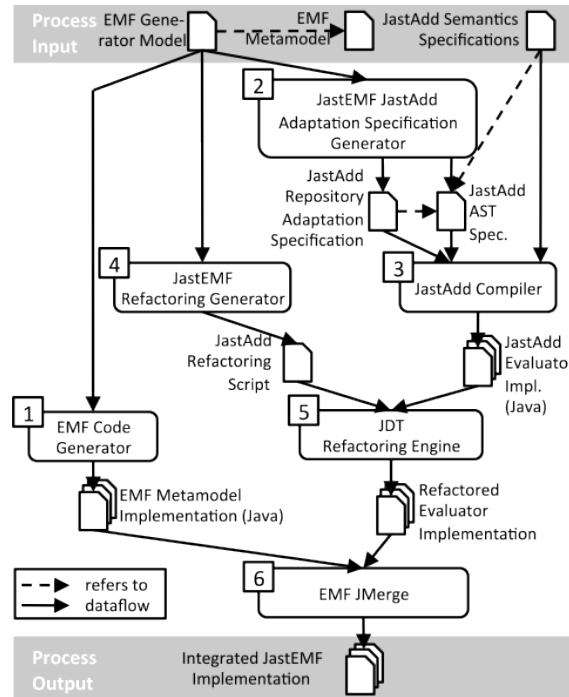 Process
Input
EMF Gene-
rator Model
EMF
Metamodel
JastAdd Semantics
Specifications
2
JastEMF JastAdd
Adaptation Specification
Generator
JastAdd
Repository
Adaptation
Specification
JastAdd
AST
Spec.
4
JastEMF
Refactoring Generator
3
JastAdd Compiler
JastAdd
Refactoring
Script
JastAdd
Evaluato
Impl.
(Java)
1
EMF Code
Generator
5
JDT
Refactoring Engine
EMF Metamodel
Implementation (Java)
Refactored
Evaluator
Implementation
refers to
dataflow
6
EMF JMerge
Process
Output
Integrated JastEMF
Implementation